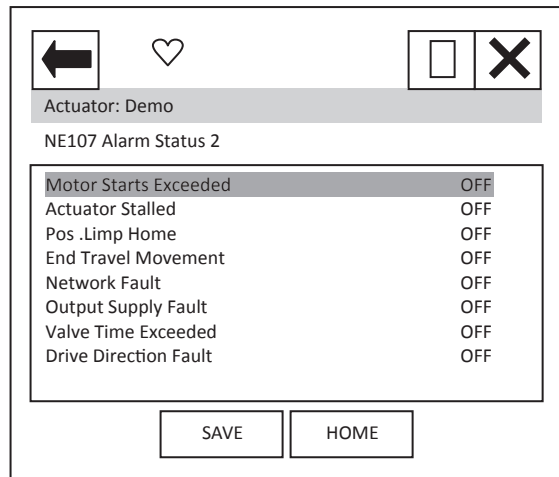 Actuator: Demo
NE107 Alarm Status 2
Motor Starts Exceeded OFF
Actuator Stalled OFF
Pos .Limp Home OFF
End Travel Movement OFF
Network Fault OFF
Output Supply Fault OFF
Valve Time Exceeded OFF
Drive Direction Fault OFF
SAVE HOME